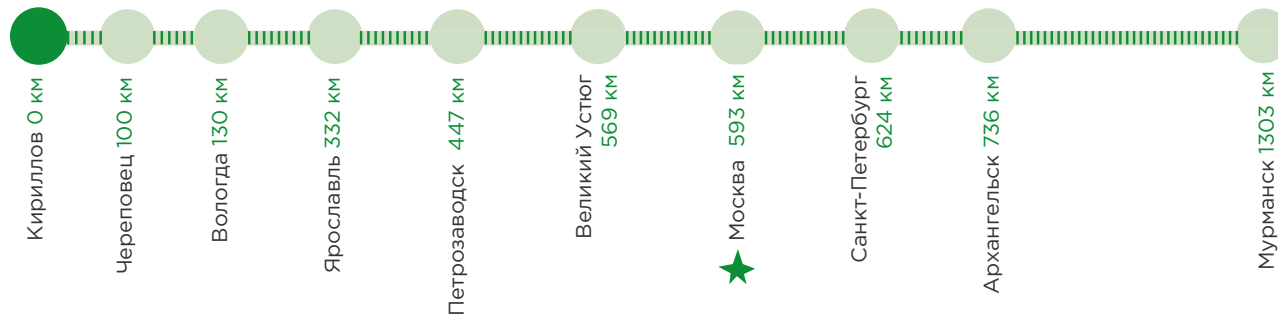 Кириллов 0 км
Череповец 100 км
Вологда 130 км
Ярославль 332 км
Петрозаводск 447 км
Великий Устюг
569 км
Москва 593 км
Санкт-Петербург
624 км
Архангельск 736 км
Мурманск 1303 км